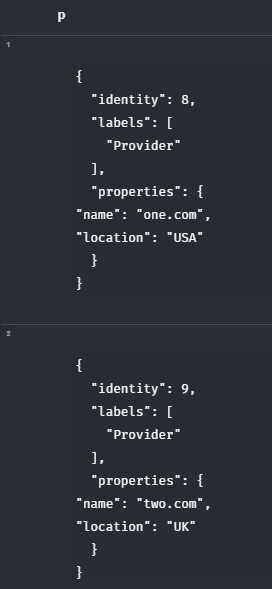 p
1
{
"identity": 8,
"labels": [
"Provider"
],
"properties": {
"name": "one.com",
"location": "USA"
}
}
2
{
"identity": 9,
"labels": [
"Provider"
],
"properties": {
"name": "two.com",
"location": "UK"
}
}